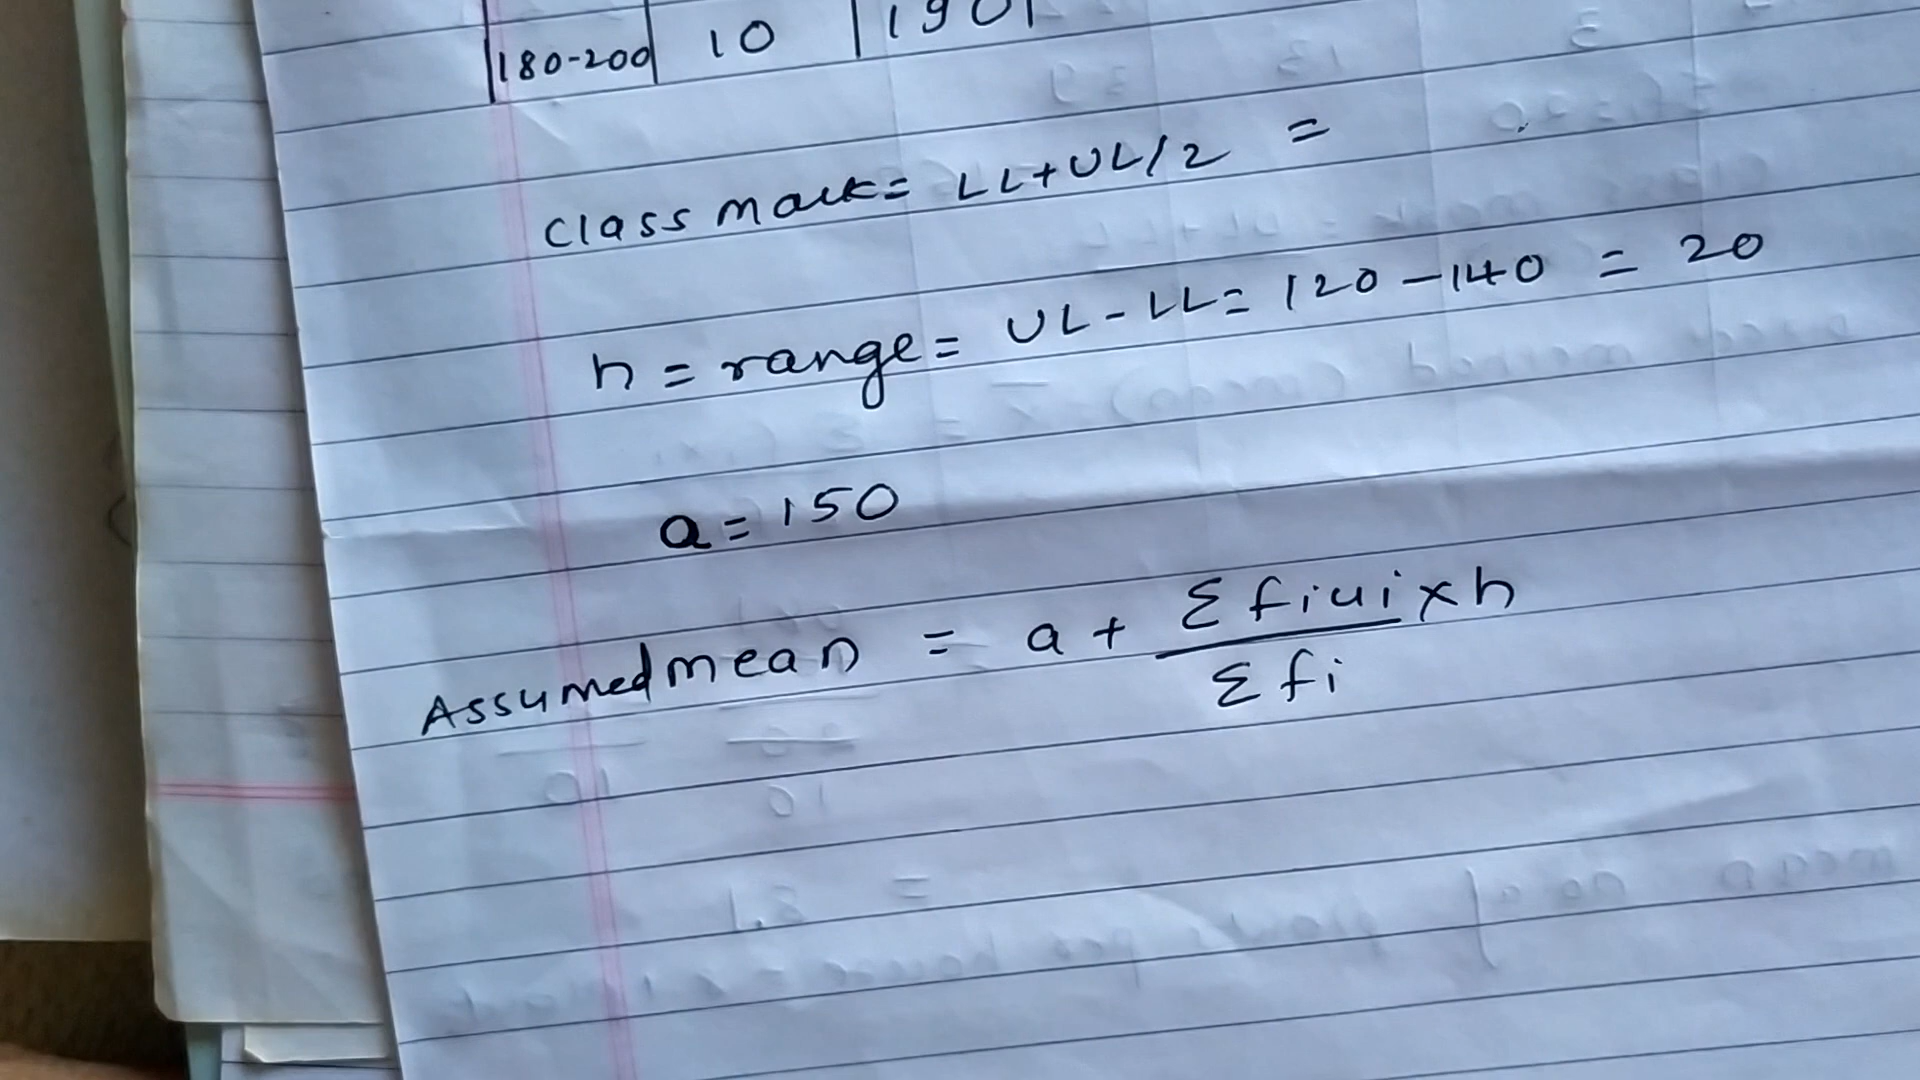 180-200 10 190
class mark = LL+UL/2 =
h = range = UL-LL = 120-140 = 20
a = 150
Assumed mean = a + Σfiui × h
Σfi